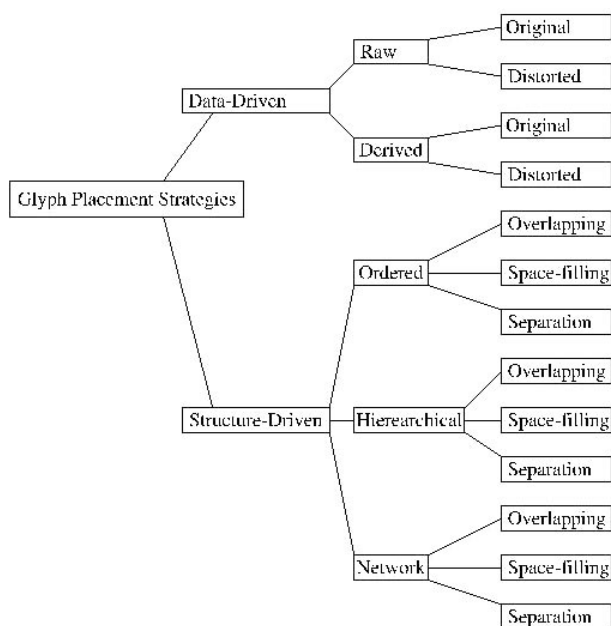 Original
Raw
Distorted
Data-Driven
Original
Derived
Distorted
Glyph Placement Strategies
Overlapping
Ordered
Space-filling
Separation
Overlapping
Structure-Driven
Hierearchical
Space-filling
Separation
Overlapping
Network
Space-filling
Separation